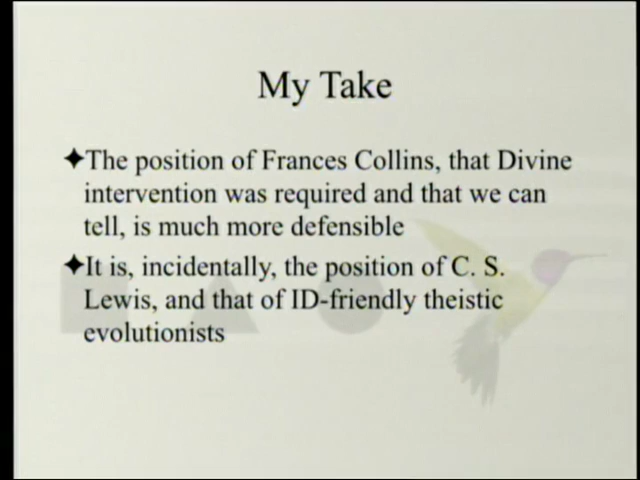 My Take
✦The position of Frances Collins, that Divine
intervention was required and that we can
tell, is much more defensible
✦It is, incidentally, the position of C. S.
Lewis, and that of ID-friendly theistic
evolutionists